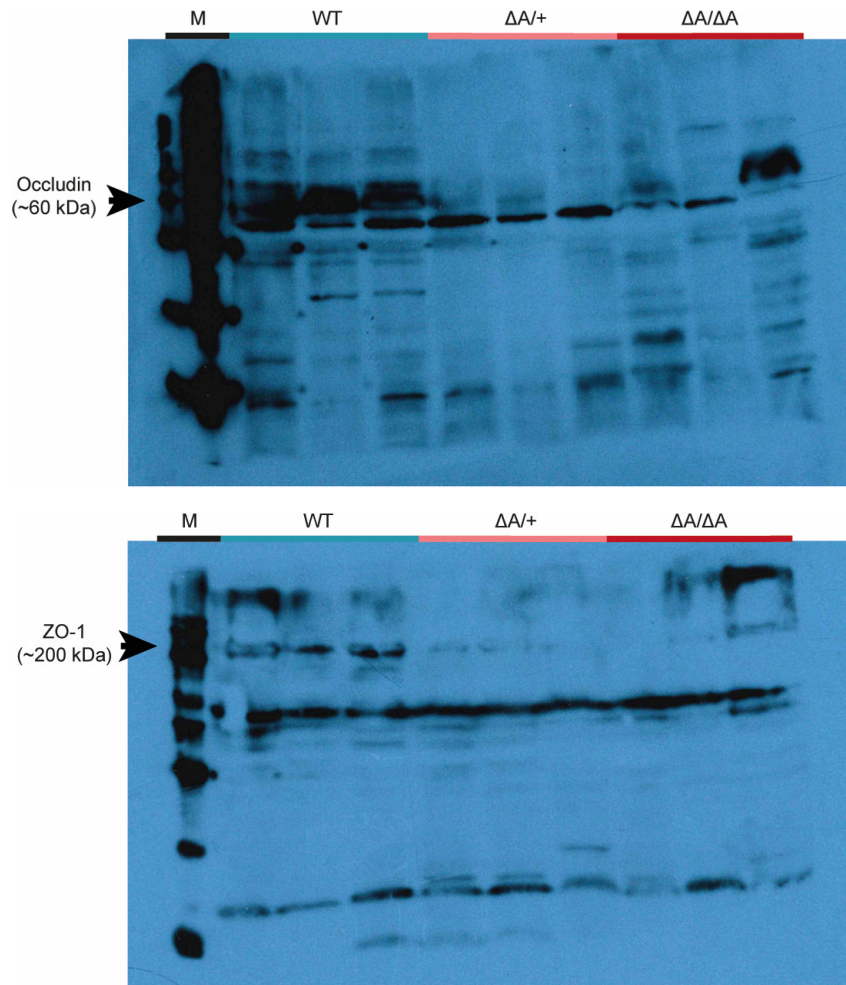 M WT ΔA/+ ΔA/ΔA
Occludin
(~60 kDa)
M WT ΔA/+ ΔA/ΔA
ZO-1
(~200 kDa)